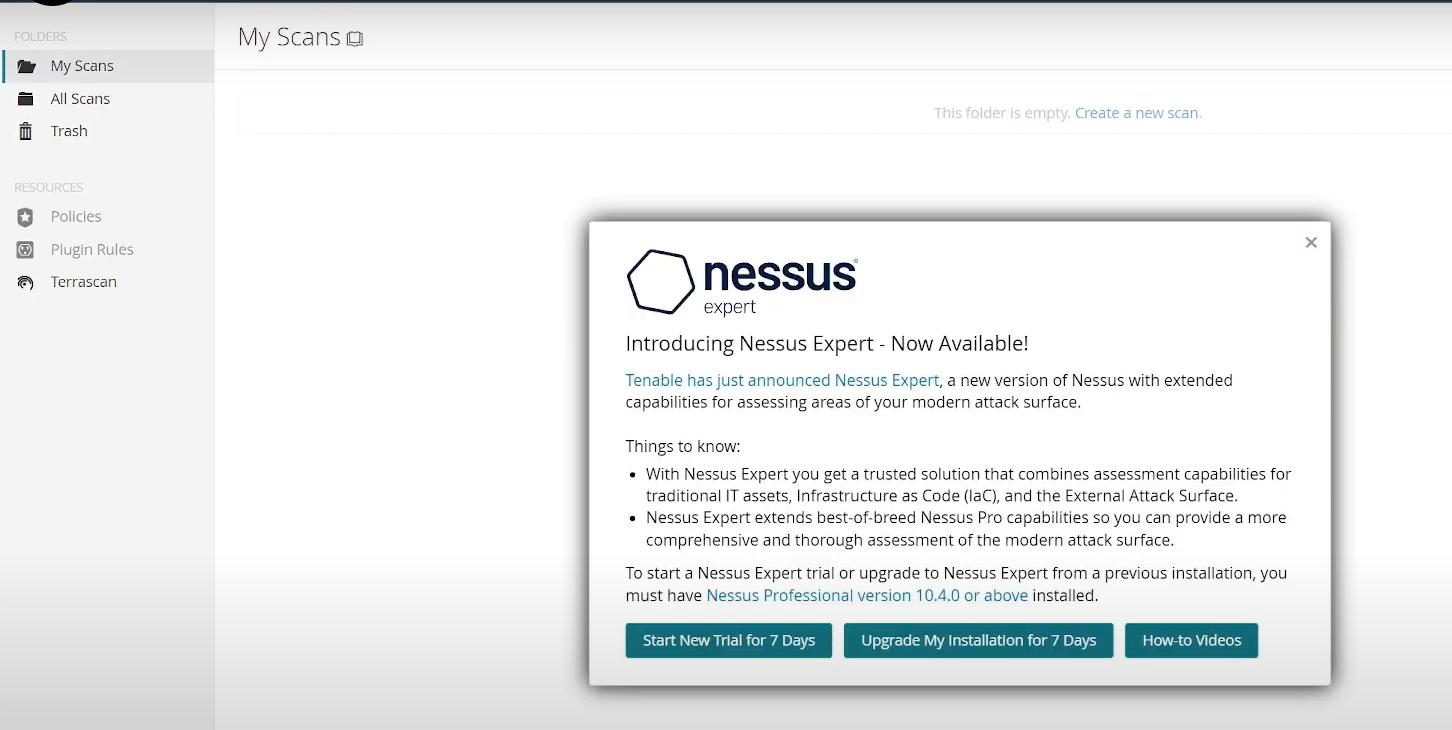 FOLDERS
My Scans
All Scans
Trash
RESOURCES
Policies
Plugin Rules
Terrascan
My Scans
This folder is empty. Create a new scan.
nessus®
expert
Introducing Nessus Expert - Now Available!
Tenable has just announced Nessus Expert, a new version of Nessus with extended
capabilities for assessing areas of your modern attack surface.
Things to know:
• With Nessus Expert you get a trusted solution that combines assessment capabilities for
traditional IT assets, Infrastructure as Code (IaC), and the External Attack Surface.
• Nessus Expert extends best-of-breed Nessus Pro capabilities so you can provide a more
comprehensive and thorough assessment of the modern attack surface.
To start a Nessus Expert trial or upgrade to Nessus Expert from a previous installation, you
must have Nessus Professional version 10.4.0 or above installed.
Start New Trial for 7 Days
Upgrade My Installation for 7 Days
How-to Videos